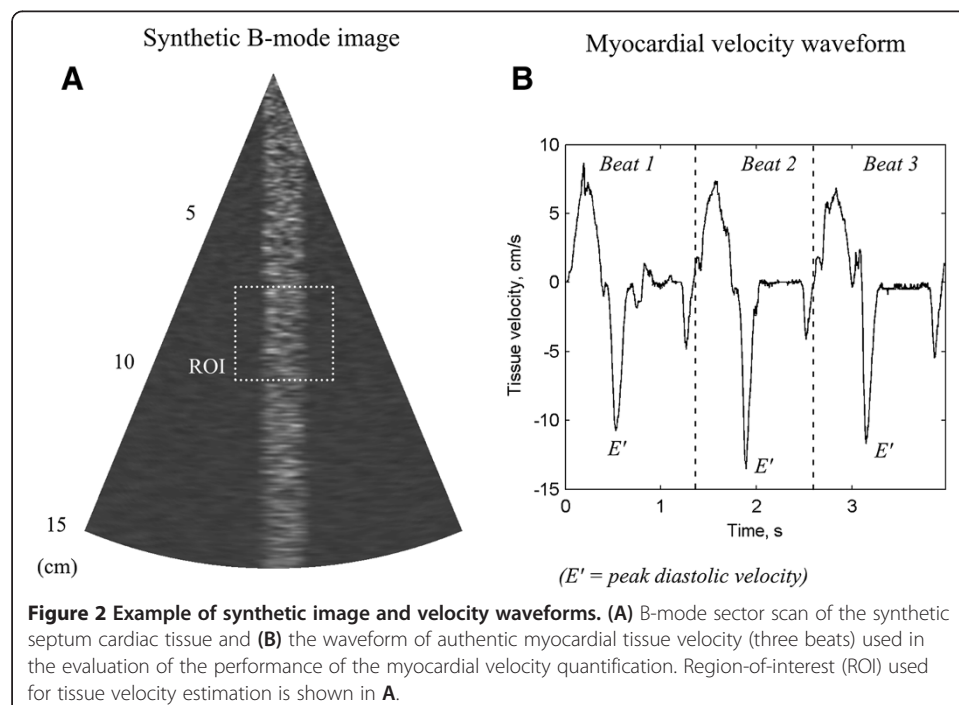 Synthetic B-mode image
A
5
10
15
(cm)
ROI
Myocardial velocity waveform
B
Tissue velocity, cm/s
10
5
0
-5
-10
-15
Beat 1
Beat 2
Beat 3
E'
E'
E'
0
1
2
3
Time, s
(E' = peak diastolic velocity)
Figure 2 Example of synthetic image and velocity waveforms. (A) B-mode sector scan of the synthetic
septum cardiac tissue and (B) the waveform of authentic myocardial tissue velocity (three beats) used in
the evaluation of the performance of the myocardial velocity quantification. Region-of-interest (ROI) used
for tissue velocity estimation is shown in A.